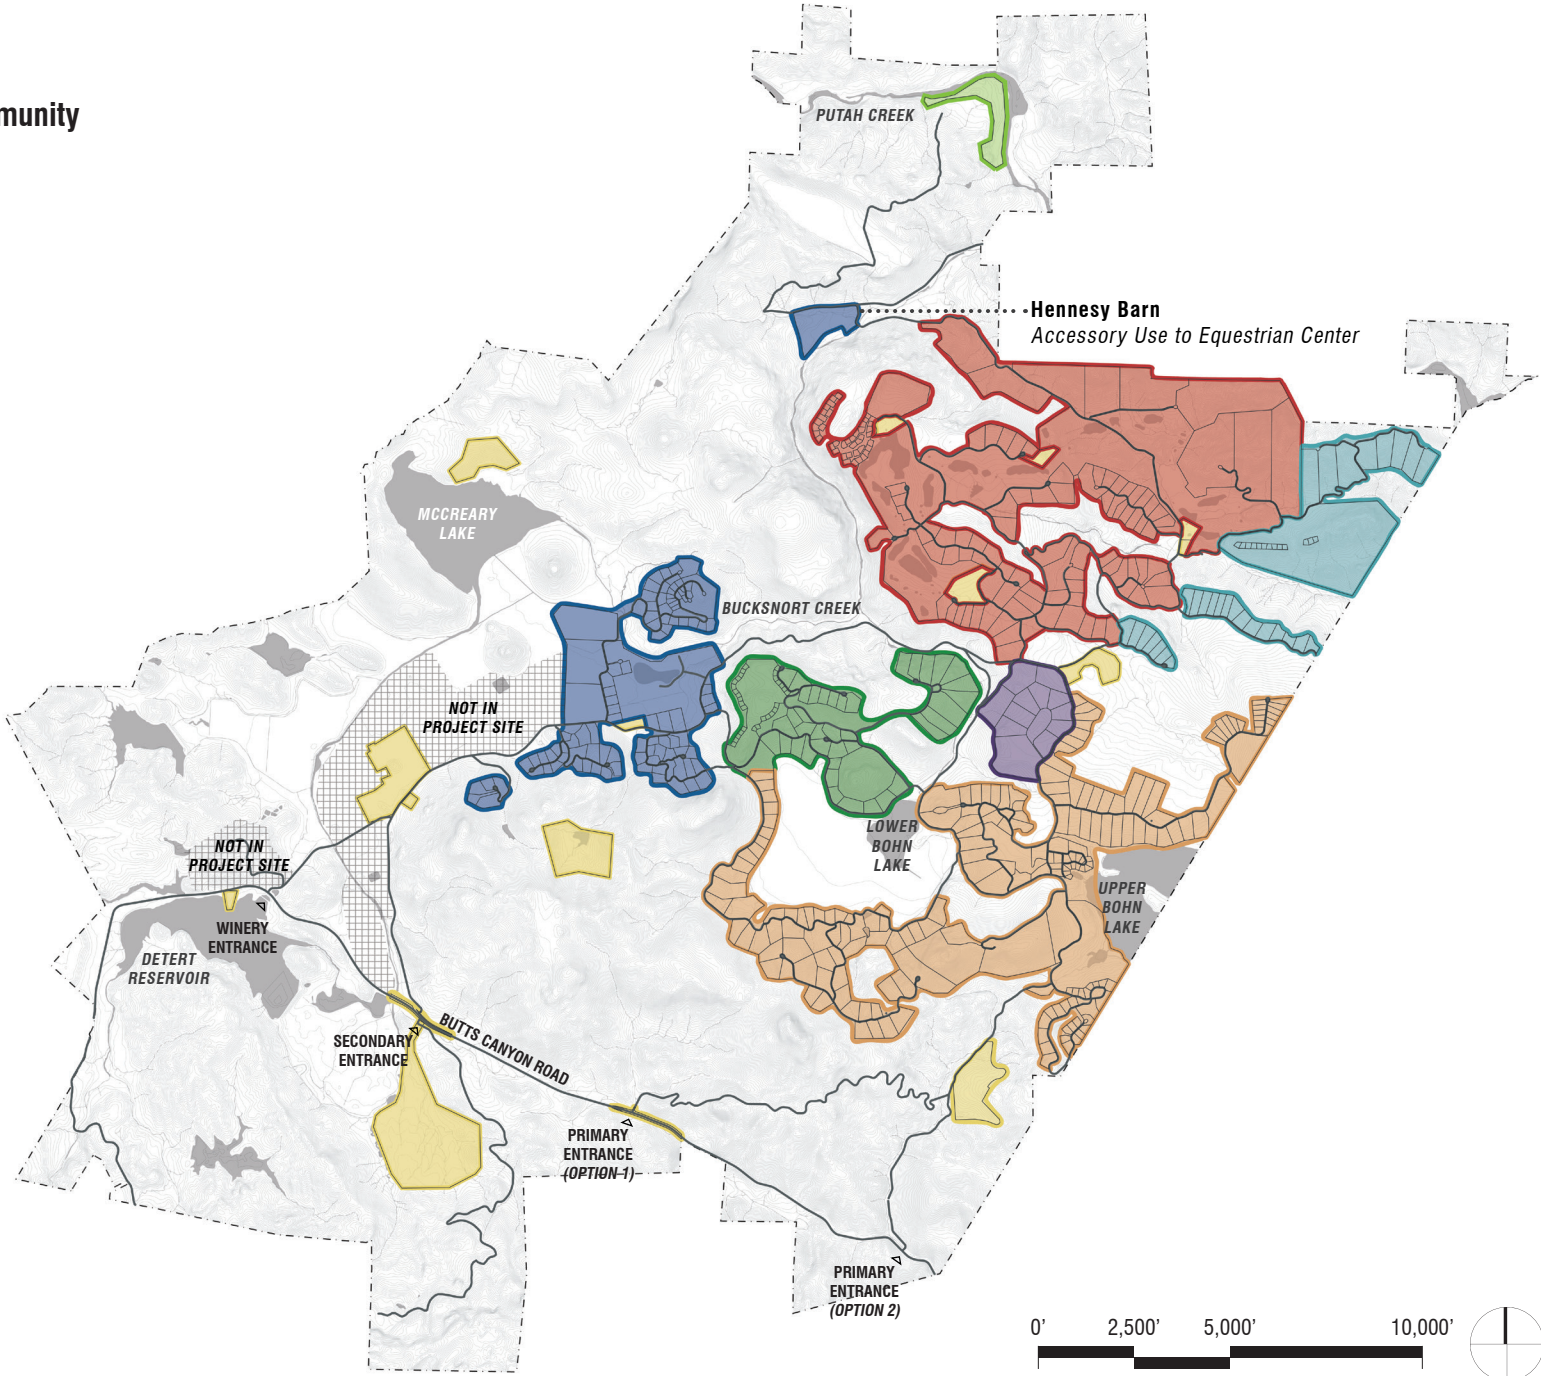 munity
PUTAH CREEK
Hennesy Barn
Accessory Use to Equestrian Center
MCCREARY
LAKE
BUCKSNORT CREEK
NOT IN
PROJECT SITE
LOWER
BOHN
LAKE
NOT IN
PROJECT SITE
UPPER
BOHN
LAKE
WINERY
ENTRANCE
DETERT
RESERVOIR
SECONDARY
ENTRANCE
BUTTS CANYON ROAD
PRIMARY
ENTRANCE
(OPTION 1)
PRIMARY
ENTRANCE
(OPTION 2)
0' 2,500' 5,000' 10,000'